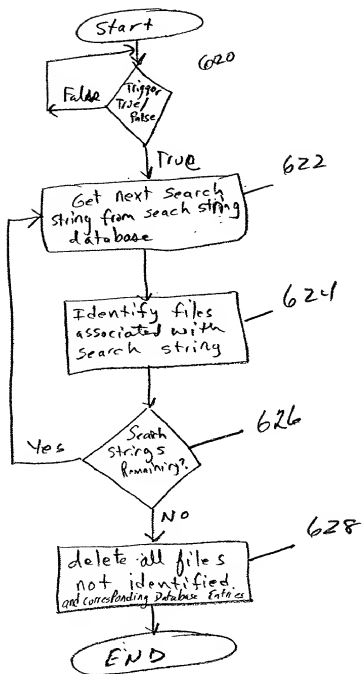 Start
620
Trigger
True/
False
False
True
622
Get next search
string from seach string
database
624
Identify files
associated with
search string
626
Search
Strings
Remaining?
Yes
No
628
delete all files
not identified
and corresponding Database Entries
END